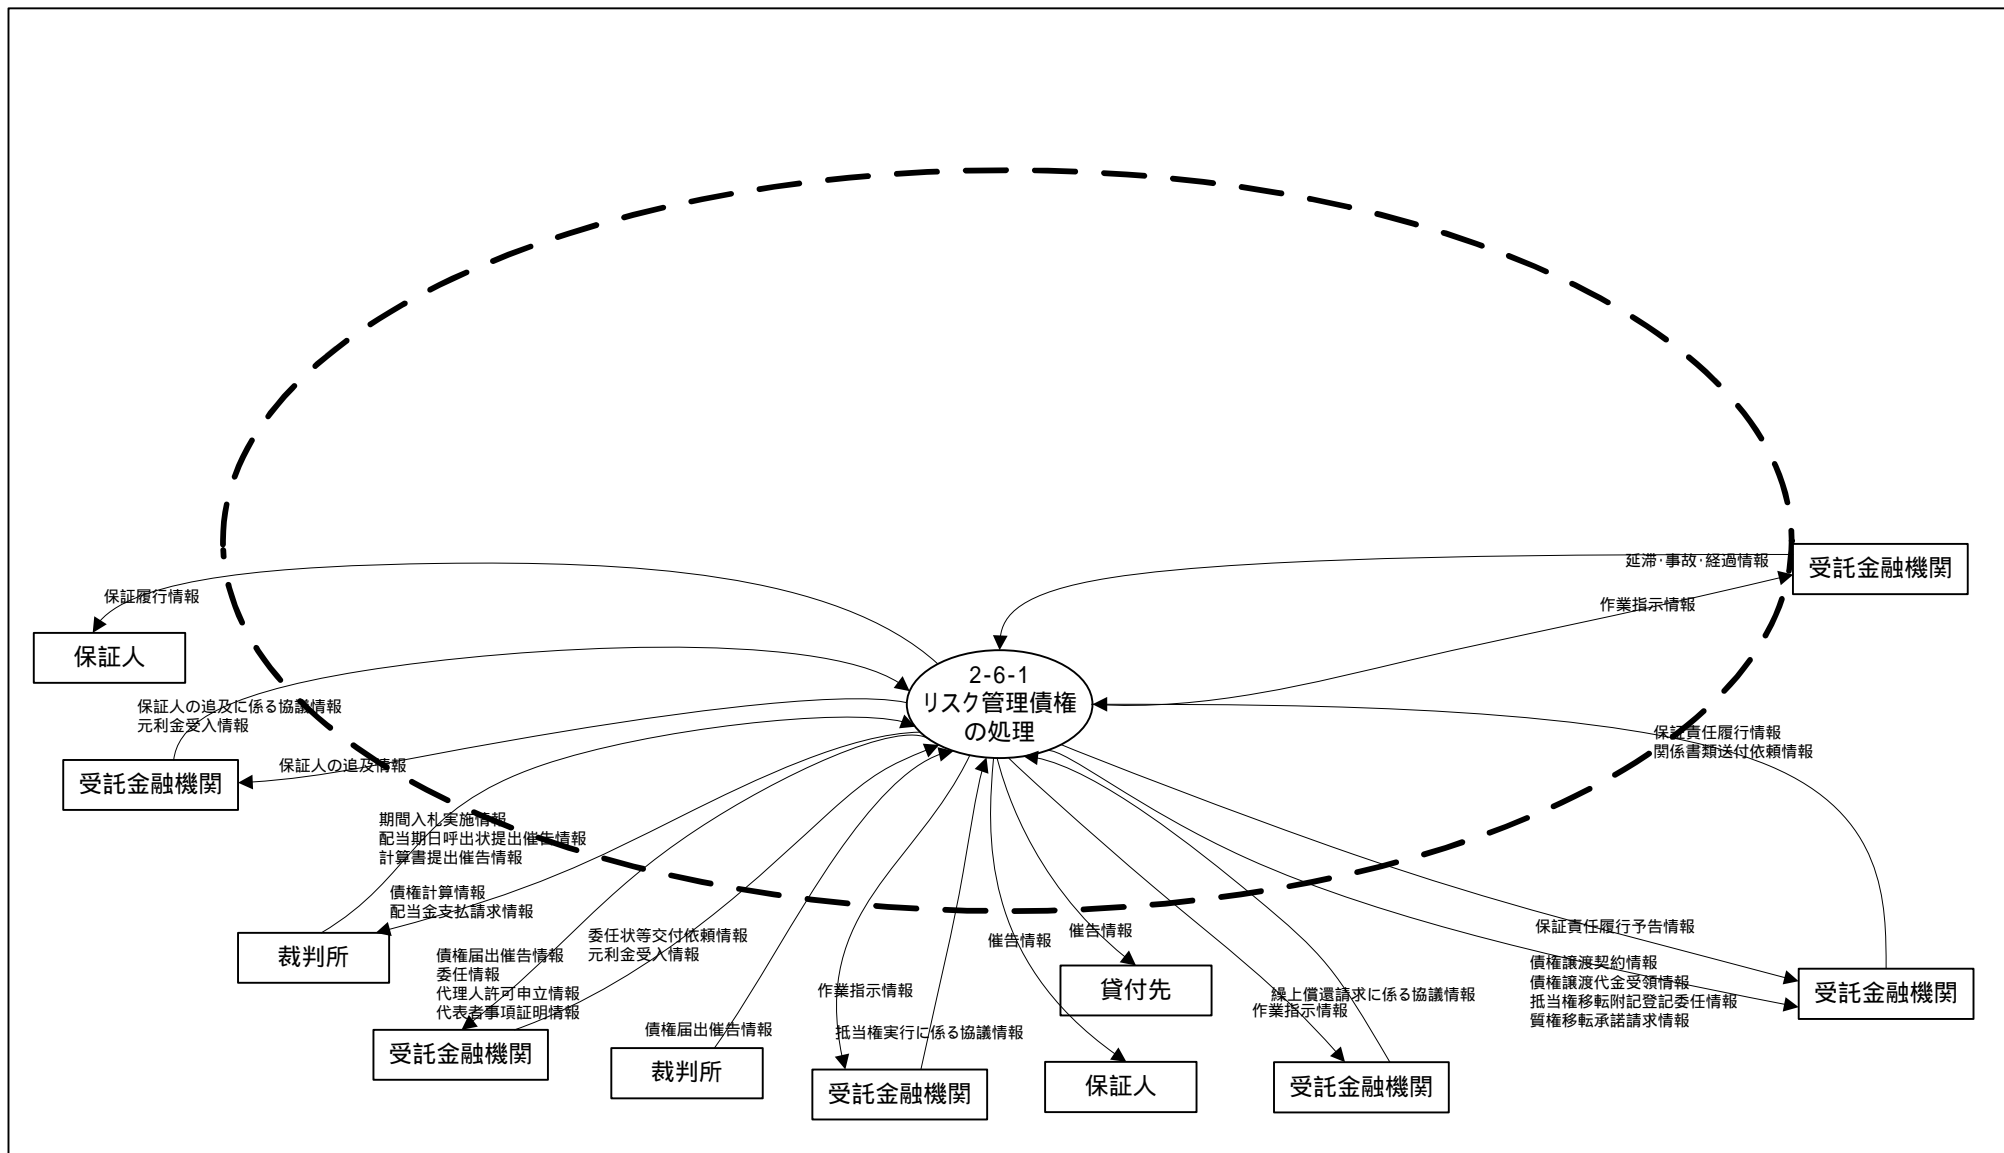 延滞･事故･経過情報
受託金融機関
保証履行情報
作業指示情報
保証人
2-6-1
リスク管理債権
の処理
保証人の追及に係る協議情報
元利金受入情報
保証責任履行情報
関係書類送付依頼情報
保証人の追及情報
受託金融機関
期間入札実施情報
配当期日呼出状提出催告情報
計算書提出催告情報
債権計算情報
配当金支払請求情報
裁判所
委任状等交付依頼情報
元利金受入情報
債権届出催告情報
委任情報
代理人許可申立情報
代表者事項証明情報
受託金融機関
債権届出催告情報
裁判所
作業指示情報
抵当権実行に係る協議情報
受託金融機関
催告情報
催告情報
貸付先
保証人
繰上償還請求に係る協議情報
作業指示情報
受託金融機関
保証責任履行予告情報
債権譲渡契約情報
債権譲渡代金受領情報
抵当権移転附記登記委任情報
質権移転承諾請求情報
受託金融機関